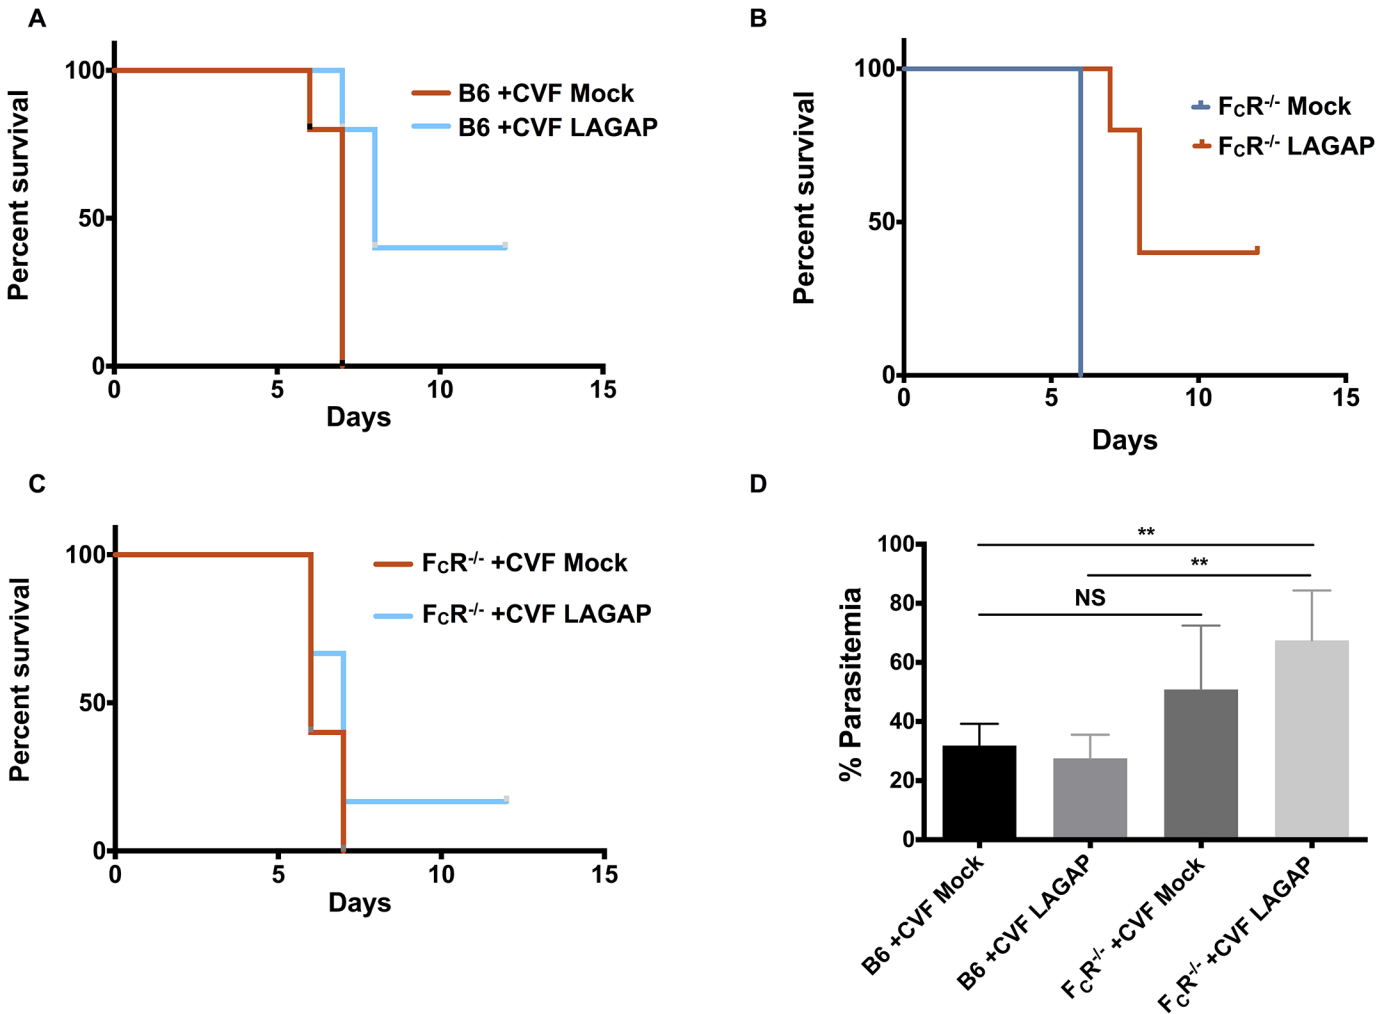 A
Percent survival
100
50
0
0 5 10 15
Days
B6 +CVF Mock
B6 +CVF LAGAP
B
Percent survival
100
50
0
0 5 10 15
Days
FCR-/- Mock
FCR-/- LAGAP
C
Percent survival
100
50
0
0 5 10 15
Days
FCR-/- +CVF Mock
FCR-/- +CVF LAGAP
D
% Parasitemia
100
80
60
40
20
0
**
**
NS
B6 +CVF Mock
B6 +CVF LAGAP
FCR-/- +CVF Mock
FCR-/- +CVF LAGAP